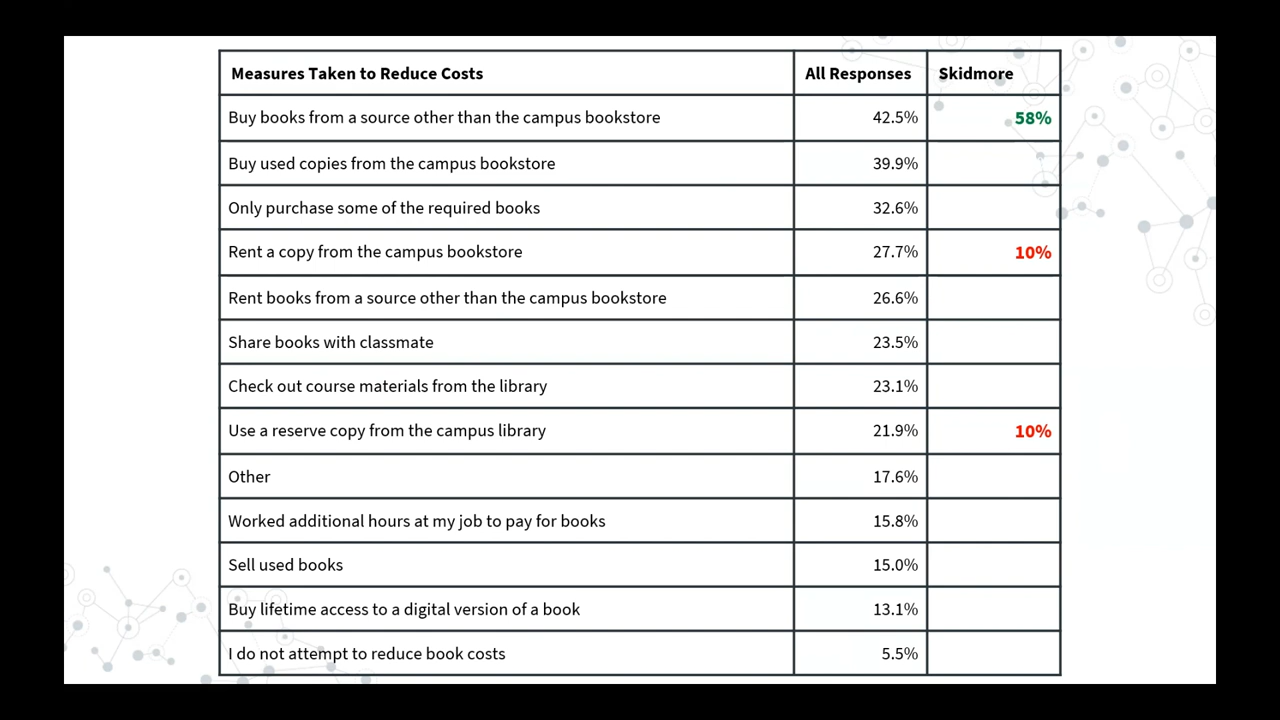 Measures Taken to Reduce Costs All Responses Skidmore
Buy books from a source other than the campus bookstore 42.5% 58%
Buy used copies from the campus bookstore 39.9%
Only purchase some of the required books 32.6%
Rent a copy from the campus bookstore 27.7% 10%
Rent books from a source other than the campus bookstore 26.6%
Share books with classmate 23.5%
Check out course materials from the library 23.1%
Use a reserve copy from the campus library 21.9% 10%
Other 17.6%
Worked additional hours at my job to pay for books 15.8%
Sell used books 15.0%
Buy lifetime access to a digital version of a book 13.1%
I do not attempt to reduce book costs 5.5%